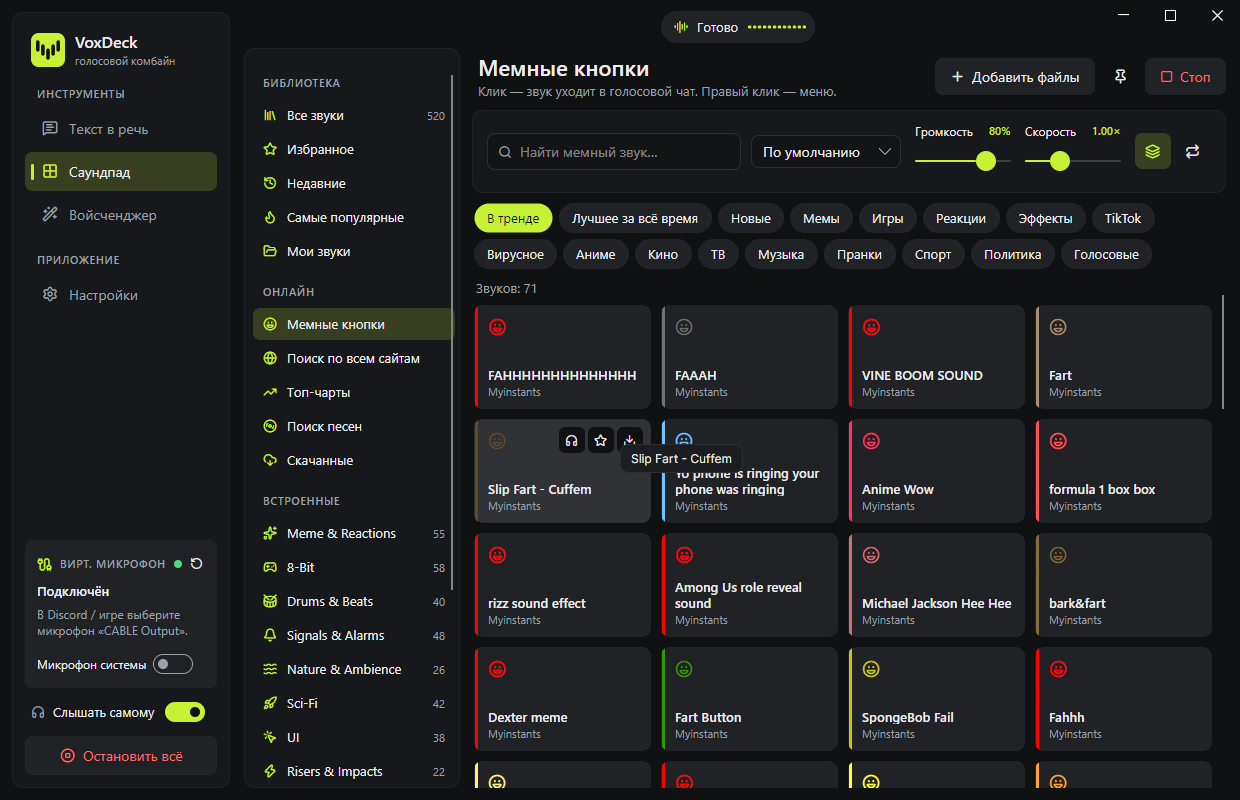 VoxDeck
голосовой комбайн
ИНСТРУМЕНТЫ
Текст в речь
Саундпад
Войсченджер
ПРИЛОЖЕНИЕ
Настройки
ВИРТ. МИКРОФОН
Подключён
В Discord / игре выберите
микрофон «CABLE Output».
Микрофон системы
Слышать самому
Остановить всё
БИБЛИОТЕКА
Все звуки 520
Избранное
Недавние
Самые популярные
Мои звуки
ОНЛАЙН
Мемные кнопки
Поиск по всем сайтам
Топ-чарты
Поиск песен
Скачанные
ВСТРОЕННЫЕ
Meme & Reactions 55
8-Bit 58
Drums & Beats 40
Signals & Alarms 48
Nature & Ambience 26
Sci-Fi 42
UI 38
Risers & Impacts 22
Готово
Мемные кнопки
Клик — звук уходит в голосовой чат. Правый клик — меню.
Добавить файлы
Стоп
Найти мемный звук...
По умолчанию
Громкость 80%
Скорость 1.00×
В тренде Лучшее за всё время Новые Мемы Игры Реакции Эффекты TikTok
Вирусное Аниме Кино ТВ Музыка Пранки Спорт Политика Голосовые
Звуков: 71
FAHHHHHHHHHHHHHH
Myinstants
FAAAH
Myinstants
VINE BOOM SOUND
Myinstants
Fart
Myinstants
Slip Fart - Cuffem
Myinstants
Slip Fart - Cuffem
Yo phone is ringing your
phone was ringing
Myinstants
Anime Wow
Myinstants
formula 1 box box
Myinstants
rizz sound effect
Myinstants
Among Us role reveal
sound
Myinstants
Michael Jackson Hee Hee
Myinstants
bark&fart
Myinstants
Dexter meme
Myinstants
Fart Button
Myinstants
SpongeBob Fail
Myinstants
Fahhh
Myinstants